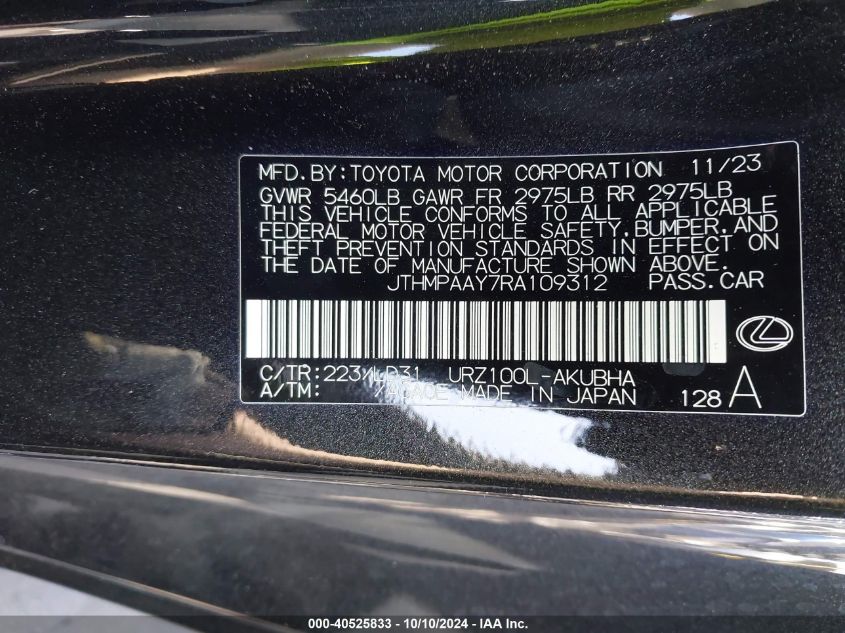 MFD.BY:TOYOTA MOTOR CORPORATION 11/23
GVWR 5460LB GAWR FR 2975LB RR 2975LB
THIS VEHICLE CONFORMS TO ALL APPLICABLE
FEDERAL MOTOR VEHICLE SAFETY,BUMPER,AND
THEFT PREVENTION STANDARDS IN EFFECT ON
THE DATE OF MANUFACTURE SHOWN ABOVE.
JTHMPAAY7RA109312 PASS.CAR
C/TR:223/ URZ100L-AKUBHA
A/TM: MADE IN JAPAN 128 A
000-40525833 - 10/10/2024 - IAA Inc.